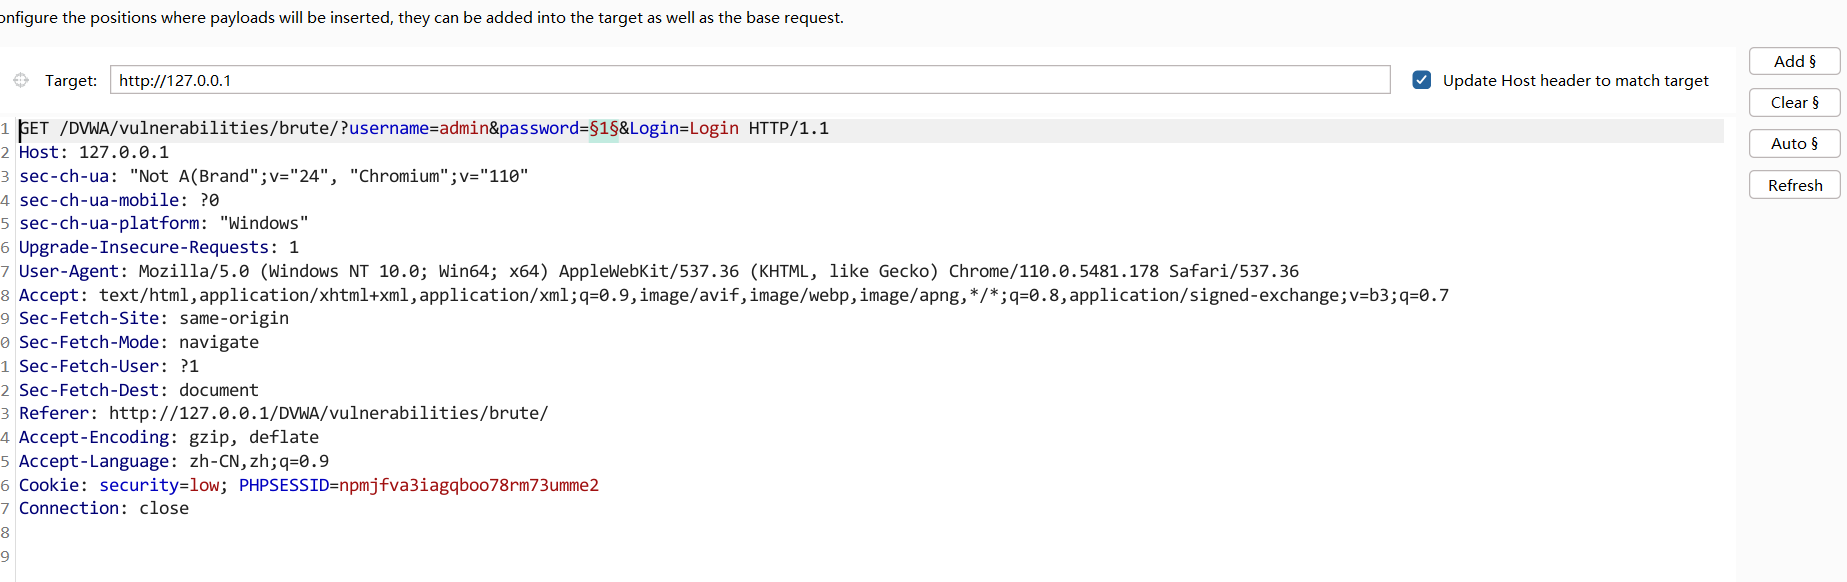 onfigure the positions where payloads will be inserted, they can be added into the target as well as the base request.
Target: http://127.0.0.1
Update Host header to match target
Add §
Clear §
Auto §
Refresh
1 GET /DVWA/vulnerabilities/brute/?username=admin&password=§1§&Login=Login HTTP/1.1
2 Host: 127.0.0.1
3 sec-ch-ua: "Not A(Brand";v="24", "Chromium";v="110"
4 sec-ch-ua-mobile: ?0
5 sec-ch-ua-platform: "Windows"
6 Upgrade-Insecure-Requests: 1
7 User-Agent: Mozilla/5.0 (Windows NT 10.0; Win64; x64) AppleWebKit/537.36 (KHTML, like Gecko) Chrome/110.0.5481.178 Safari/537.36
8 Accept: text/html,application/xhtml+xml,application/xml;q=0.9,image/avif,image/webp,image/apng,*/*;q=0.8,application/signed-exchange;v=b3;q=0.7
9 Sec-Fetch-Site: same-origin
0 Sec-Fetch-Mode: navigate
1 Sec-Fetch-User: ?1
2 Sec-Fetch-Dest: document
3 Referer: http://127.0.0.1/DVWA/vulnerabilities/brute/
4 Accept-Encoding: gzip, deflate
5 Accept-Language: zh-CN,zh;q=0.9
6 Cookie: security=low; PHPSESSID=npmjfva3iagqboo78rm73umme2
7 Connection: close
8
9